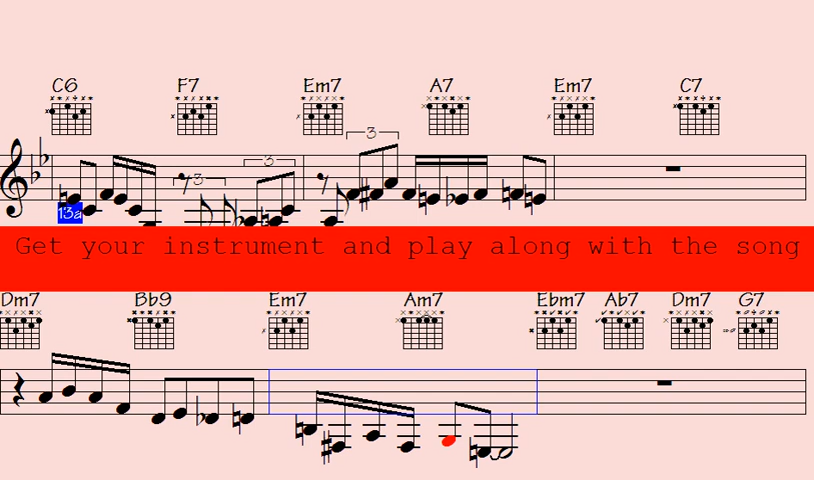 C6 F7 Em7 A7 Em7 C7
3 3 3
13a
Get your instrument and play along with the song
Dm7 Bb9 Em7 Am7 Ebm7 Ab7 Dm7 G7